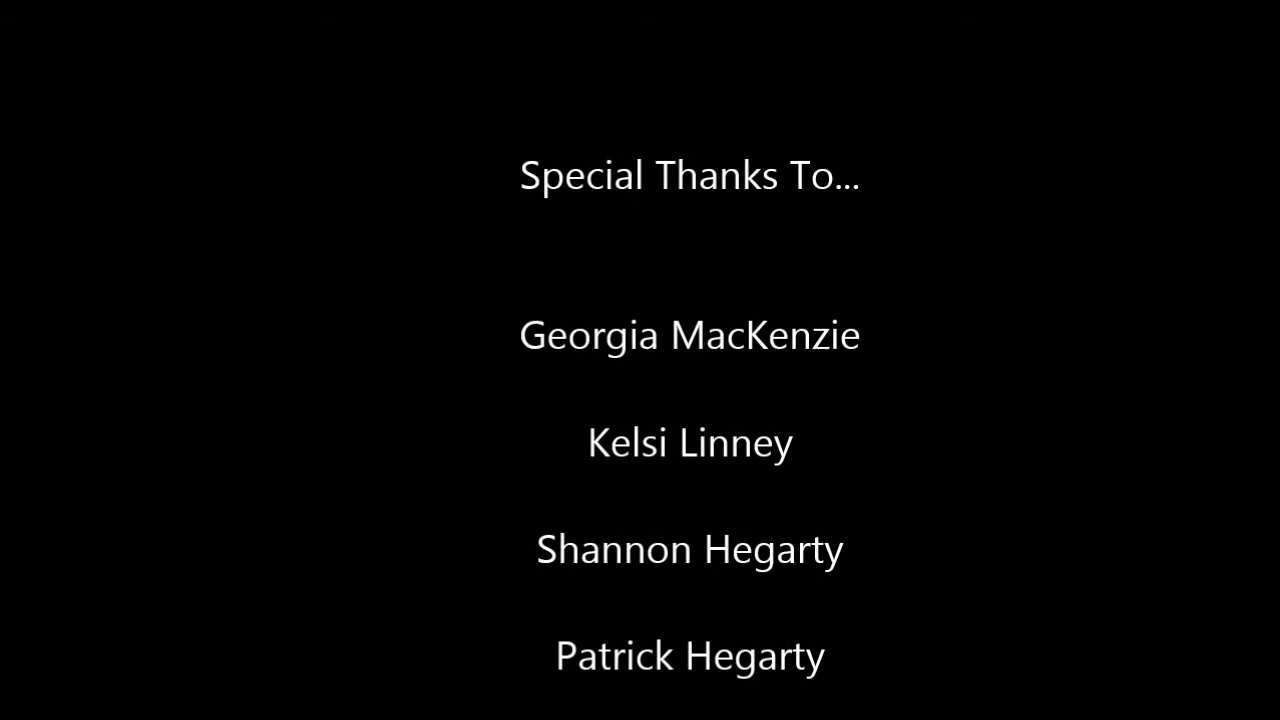 Special Thanks To...
Georgia MacKenzie
Kelsi Linney
Shannon Hegarty
Patrick Hegarty